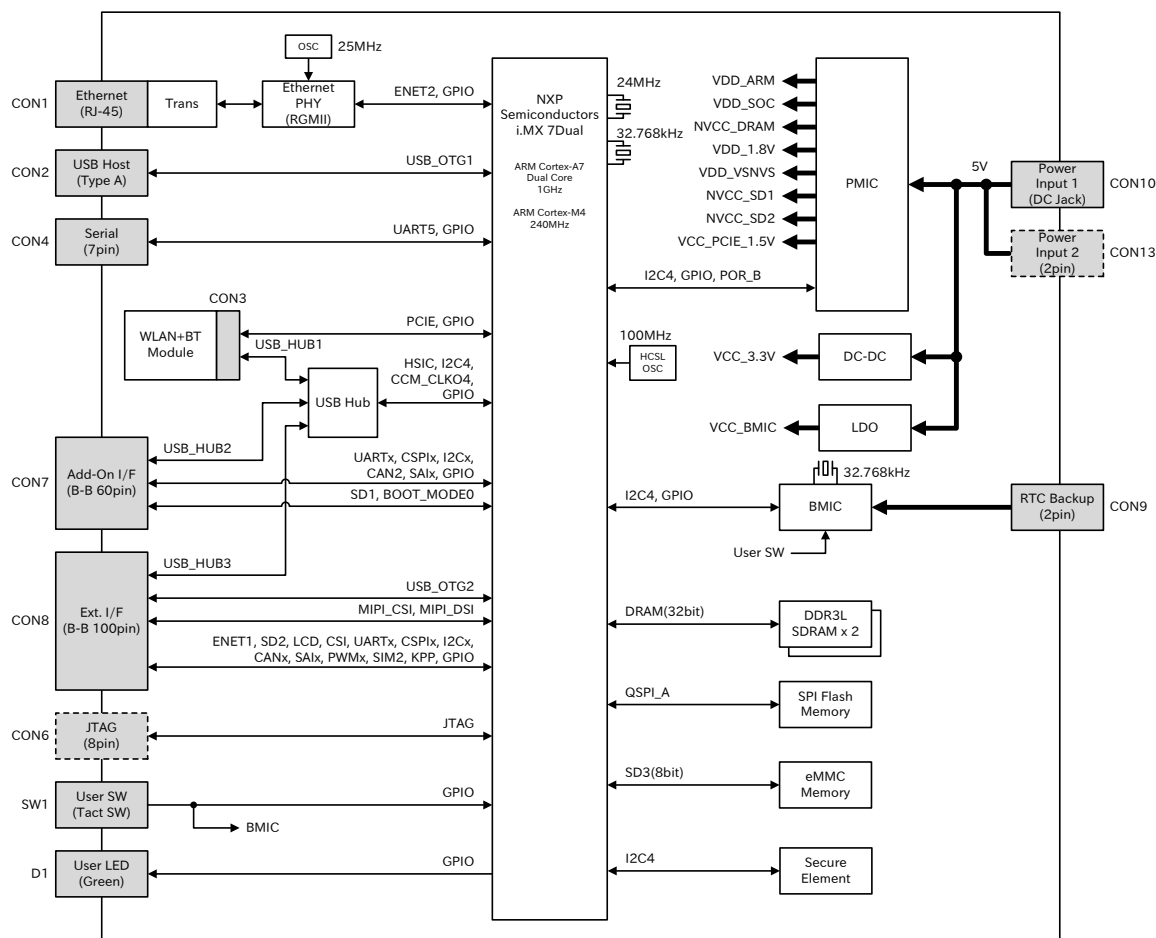 OSC
25MHz
CON1
Ethernet
(RJ-45)
Trans
Ethernet
PHY
(RGMII)
ENET2, GPIO
CON2
USB Host
(Type A)
USB_OTG1
CON4
Serial
(7pin)
UART5, GPIO
CON3
WLAN+BT
Module
PCIE, GPIO
USB_HUB1
USB Hub
HSIC, I2C4,
CCM_CLKO4,
GPIO
CON7
Add-On I/F
(B-B 60pin)
USB_HUB2
UARTx, CSPIx, I2Cx,
CAN2, SAIx, GPIO
SD1, BOOT_MODE0
CON8
Ext. I/F
(B-B 100pin)
USB_HUB3
USB_OTG2
MIPI_CSI, MIPI_DSI
ENET1, SD2, LCD, CSI, UARTx, CSPIx, I2Cx,
CANx, SAIx, PWMx, SIM2, KPP, GPIO
CON6
JTAG
(8pin)
JTAG
SW1
User SW
(Tact SW)
GPIO
BMIC
D1
User LED
(Green)
GPIO
NXP
Semiconductors
i.MX 7Dual
ARM Cortex-A7
Dual Core
1GHz
ARM Cortex-M4
240MHz
24MHz
32.768kHz
VDD_ARM
VDD_SOC
NVCC_DRAM
VDD_1.8V
VDD_VSNVS
NVCC_SD1
NVCC_SD2
VCC_PCIE_1.5V
PMIC
I2C4, GPIO, POR_B
5V
Power
Input 1
(DC Jack)
CON10
Power
Input 2
(2pin)
CON13
100MHz
HCSL
OSC
VCC_3.3V
DC-DC
VCC_BMIC
LDO
32.768kHz
I2C4, GPIO
BMIC
User SW
RTC Backup
(2pin)
CON9
DRAM(32bit)
DDR3L
SDRAM x 2
QSPI_A
SPI Flash
Memory
SD3(8bit)
eMMC
Memory
I2C4
Secure
Element